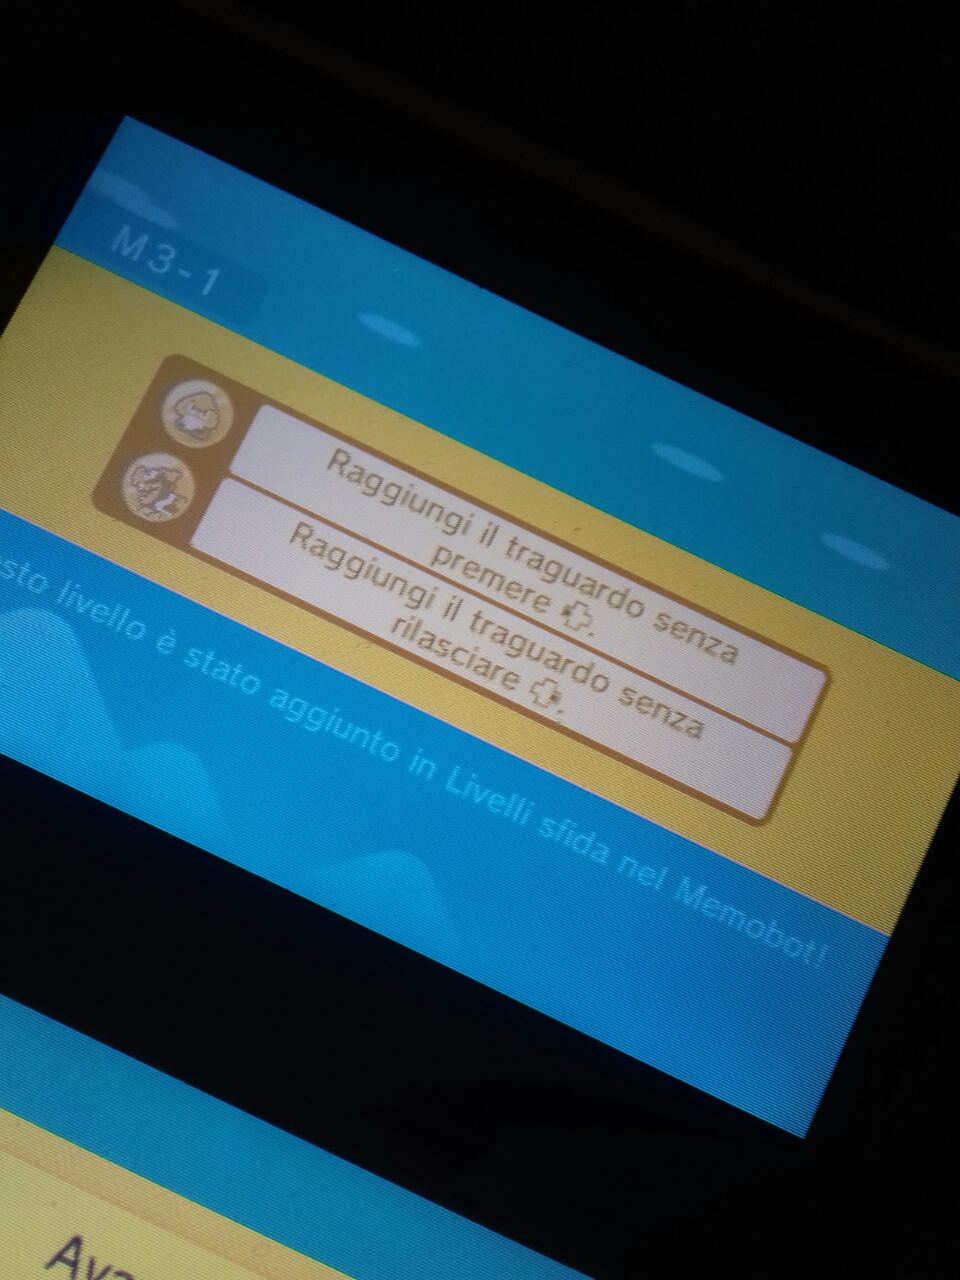 M3-1
Raggiungi il traguardo senza
premere
Raggiungi il traguardo senza
rilasciare
livello è stato aggiunto in Livelli sfida nel Memobot!